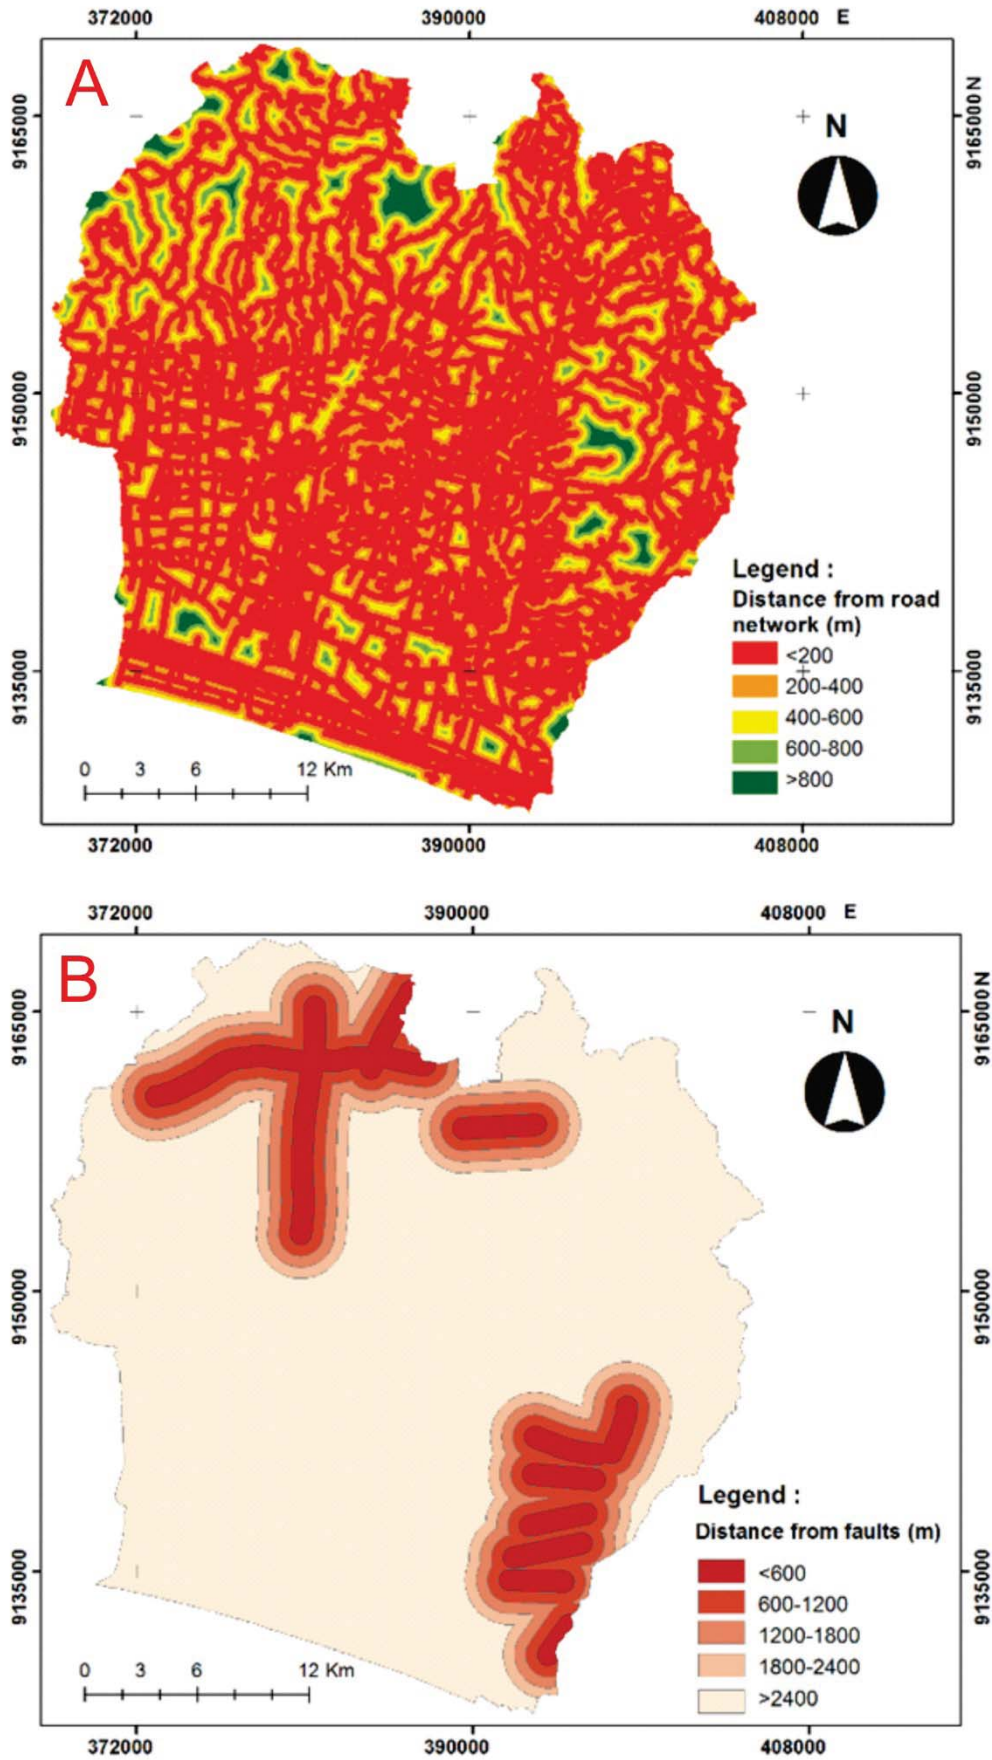 372000 390000 408000 E
A
9165000 9165000 N
N
9150000 9150000
Legend :
Distance from road
network (m)
<200
9135000 9135000
200-400
400-600
600-800
>800
0 3 6 12 Km
372000 390000 408000
372000 390000 408000 E
B
9165000 9165000 N
N
9150000 9150000
Legend :
Distance from faults (m)
<600
9135000 9135000
600-1200
1200-1800
1800-2400
>2400
0 3 6 12 Km
372000 390000 408000